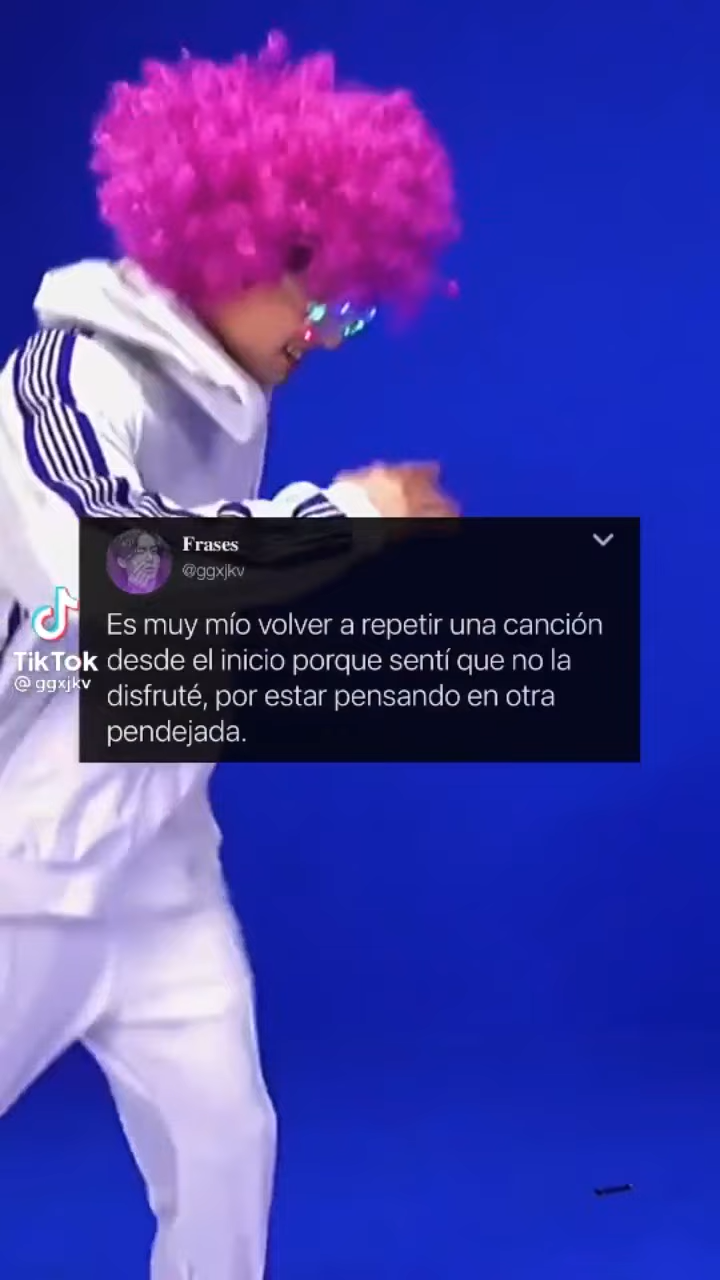 Frases
@ggxjkv
Es muy mío volver a repetir una canción
desde el inicio porque sentí que no la
disfruté, por estar pensando en otra
pendejada.
TikTok
@ggxjkv